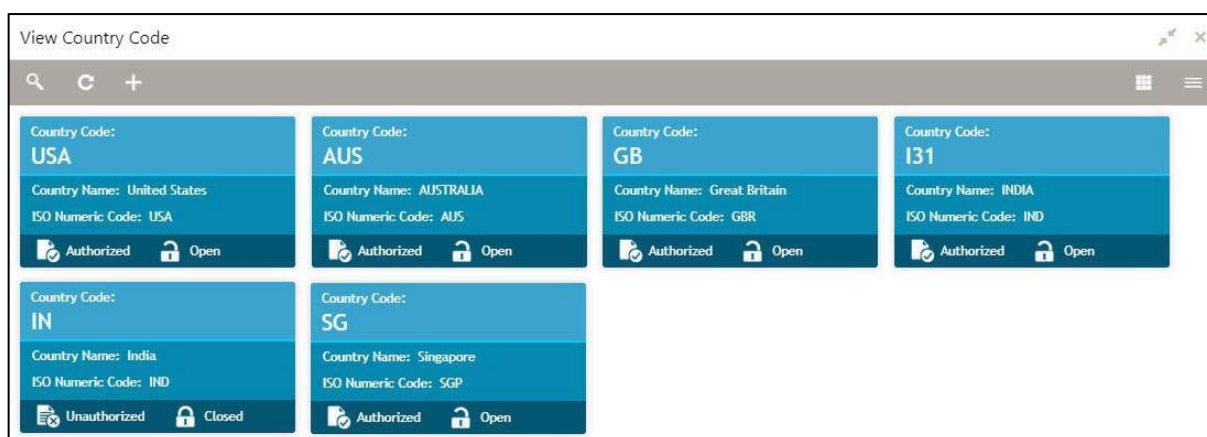 View Country Code
Country Code:
USA
Country Name: United States
ISO Numeric Code: USA
Authorized Open
Country Code:
AUS
Country Name: AUSTRALIA
ISO Numeric Code: AUS
Authorized Open
Country Code:
GB
Country Name: Great Britain
ISO Numeric Code: GBR
Authorized Open
Country Code:
I31
Country Name: INDIA
ISO Numeric Code: IND
Authorized Open
Country Code:
IN
Country Name: India
ISO Numeric Code: IND
Unauthorized Closed
Country Code:
SG
Country Name: Singapore
ISO Numeric Code: SGP
Authorized Open